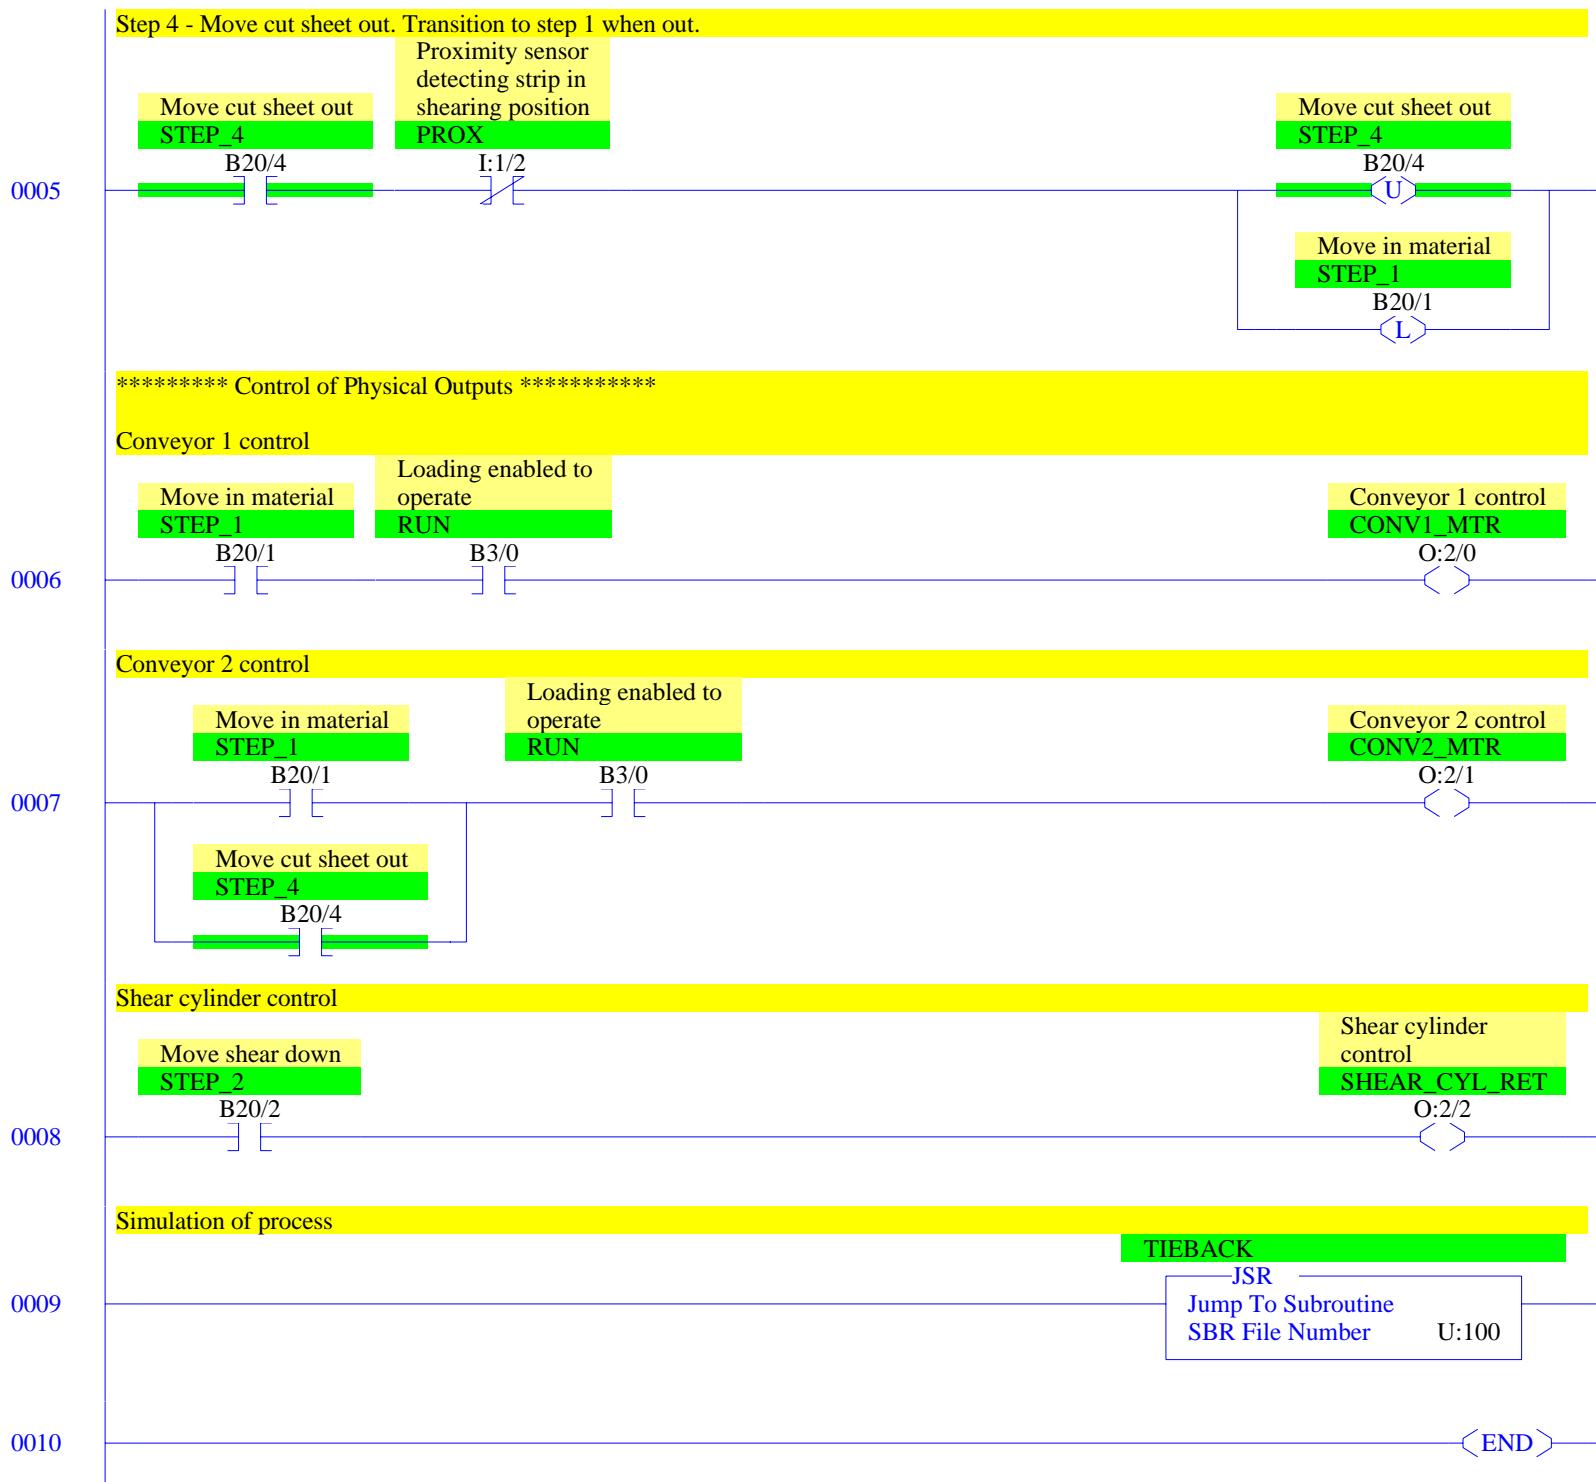 Step 4 - Move cut sheet out. Transition to step 1 when out.
Proximity sensor
detecting strip in
shearing position
PROX
I:1/2
Move cut sheet out
STEP_4
B20/4
Move cut sheet out
STEP_4
B20/4
0005
U
Move in material
STEP_1
B20/1
L
********* Control of Physical Outputs ***********
Conveyor 1 control
Move in material
STEP_1
B20/1
Loading enabled to
operate
RUN
B3/0
Conveyor 1 control
CONV1_MTR
O:2/0
0006
Conveyor 2 control
Move in material
STEP_1
B20/1
Loading enabled to
operate
RUN
B3/0
Conveyor 2 control
CONV2_MTR
O:2/1
0007
Move cut sheet out
STEP_4
B20/4
Shear cylinder control
Move shear down
STEP_2
B20/2
Shear cylinder
control
SHEAR_CYL_RET
O:2/2
0008
Simulation of process
TIEBACK
JSR
0009
Jump To Subroutine
SBR File Number U:100
0010
END